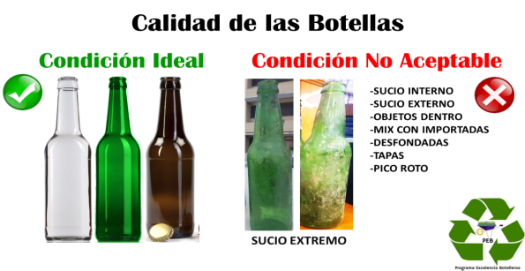 Calidad de las Botellas
Condición Ideal
Condición No Aceptable
-SUCIO INTERNO
-SUCIO EXTERNO
-OBJETOS DENTRO
-MIX CON IMPORTADAS
-DESFONDADAS
-TAPAS
-PICO ROTO
SUCIO EXTREMO
PEB
Programa Excelencia Botelleros